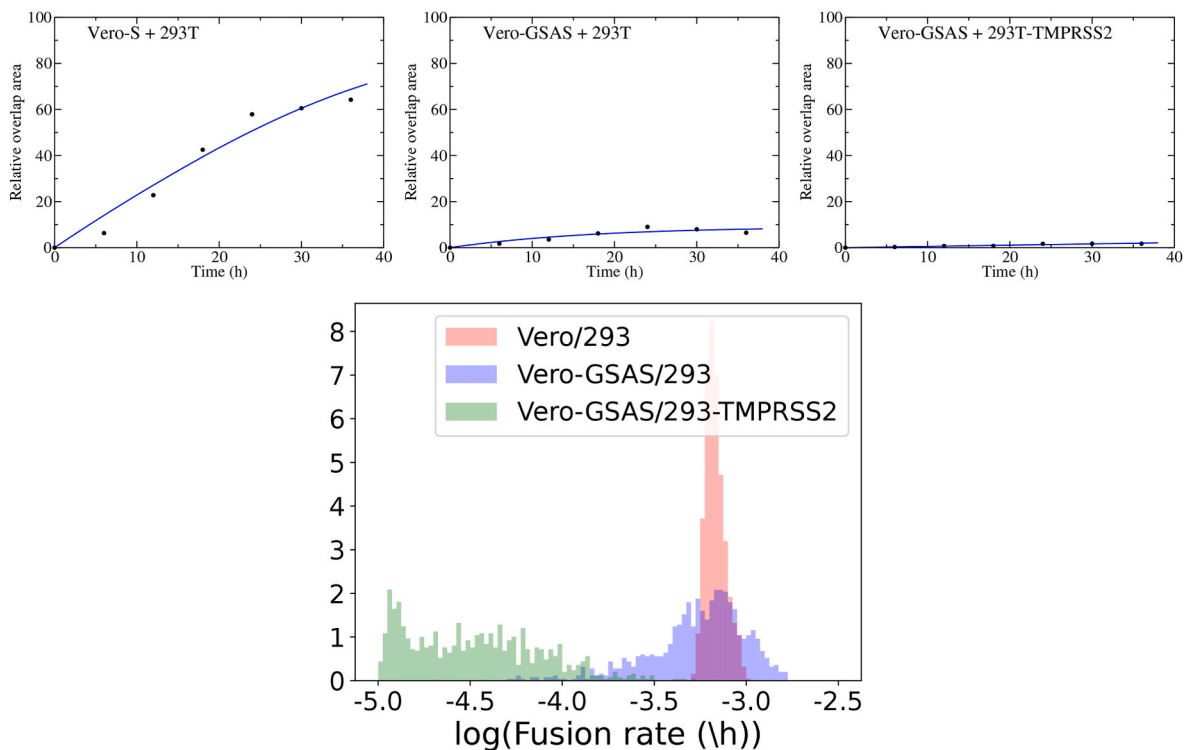 Vero-S + 293T
Relative overlap area
100
80
60
40
20
0
0 10 20 30 40
Time (h)
Vero-GSAS + 293T
Relative overlap area
100
80
60
40
20
0
0 10 20 30 40
Time (h)
Vero-GSAS + 293T-TMPRSS2
Relative overlap area
100
80
60
40
20
0
0 10 20 30 40
Time (h)
Vero/293
Vero-GSAS/293
Vero-GSAS/293-TMPRSS2
8
7
6
5
4
3
2
1
0
-5.0 -4.5 -4.0 -3.5 -3.0 -2.5
log(Fusion rate (\h))